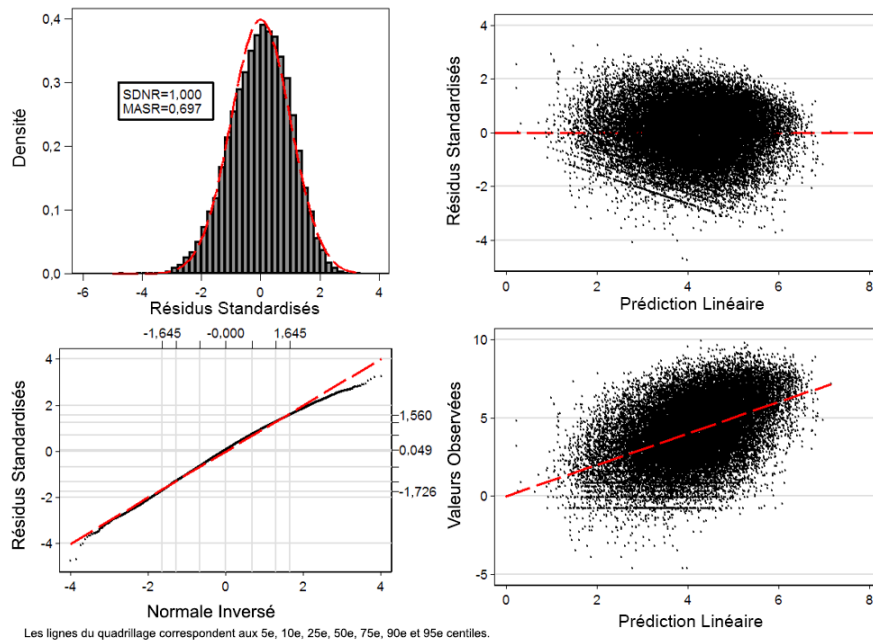 0,4
0,3
0,2
0,1
0,0
Densité
SDNR=1,000
MASR=0,697
-6 -4 -2 0 2 4
Résidus Standardisés
4
2
0
-2
-4
Résidus Standardisés
0 2 4 6 8
Prédiction Linéaire
-1,645 -0.000 1,645
4
2
0
-2
-4
Résidus Standardisés
1,560
0.049
-1,726
-4 -2 0 2 4
Normale Inversé
10
5
0
-5
Valeurs Observées
0 2 4 6 8
Prédiction Linéaire
Les lignes du quadrillage correspondent aux 5e, 10e, 25e, 50e, 75e, 90e et 95e centiles.